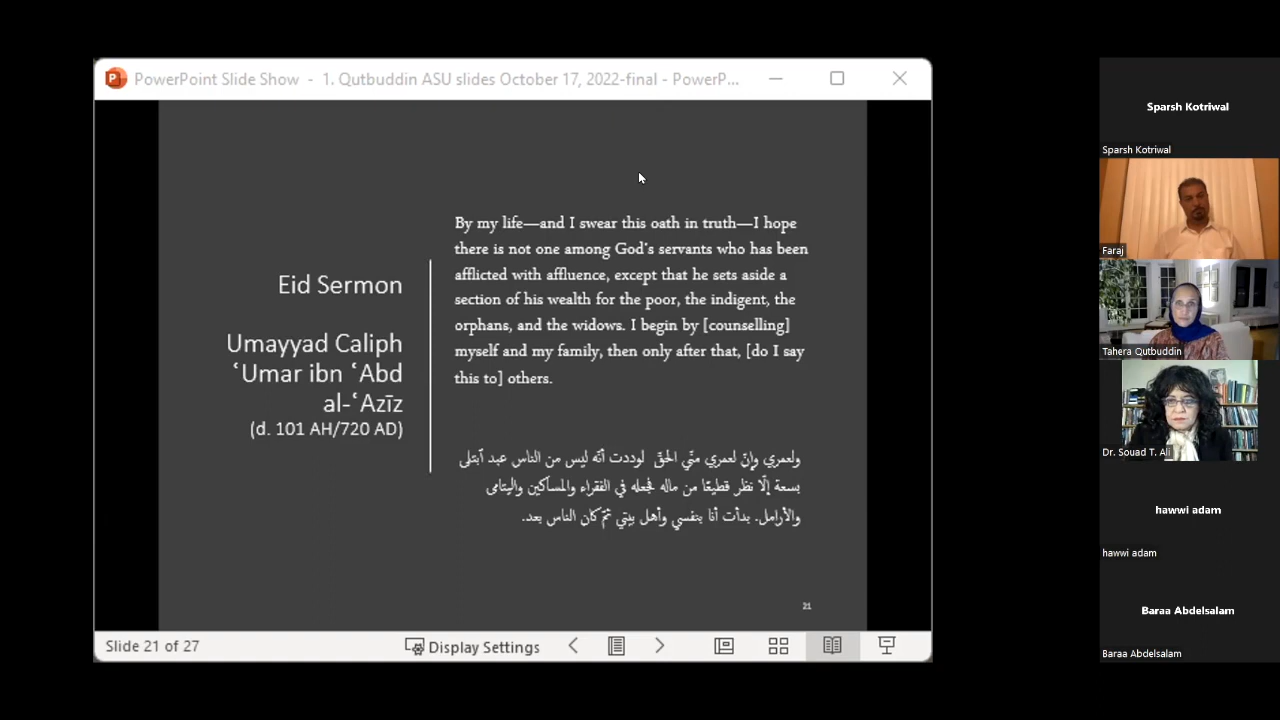 PowerPoint Slide Show - 1. Qutbuddin ASU slides October 17, 2022-final - PowerP...
Eid Sermon
Umayyad Caliph
ʿUmar ibn ʿAbd
al-ʿAzīz
(d. 101 AH/720 AD)
By my life—and I swear this oath in truth—I hope
there is not one among God's servants who has been
afflicted with affluence, except that he sets aside a
section of his wealth for the poor, the indigent, the
orphans, and the widows. I begin by [counselling]
myself and my family, then only after that, [do I say
this to] others.
ولعمري وإنّ لعمري منّي الحقّ لوددت أنّه ليس من الناس عبد ٱبتلى
بسعة إلّا نظر قطيعًا من ماله فجعله في الفقراء والمساكين واليتامى
والأرامل. بدأت أنا بنفسي وأهل بيتي ثمّ كان الناس بعد.
21
Slide 21 of 27
Display Settings
Sparsh Kotriwal
Sparsh Kotriwal
Faraj
Tahera Qutbuddin
Dr. Souad T. Ali
hawwi adam
hawwi adam
Baraa Abdelsalam
Baraa Abdelsalam